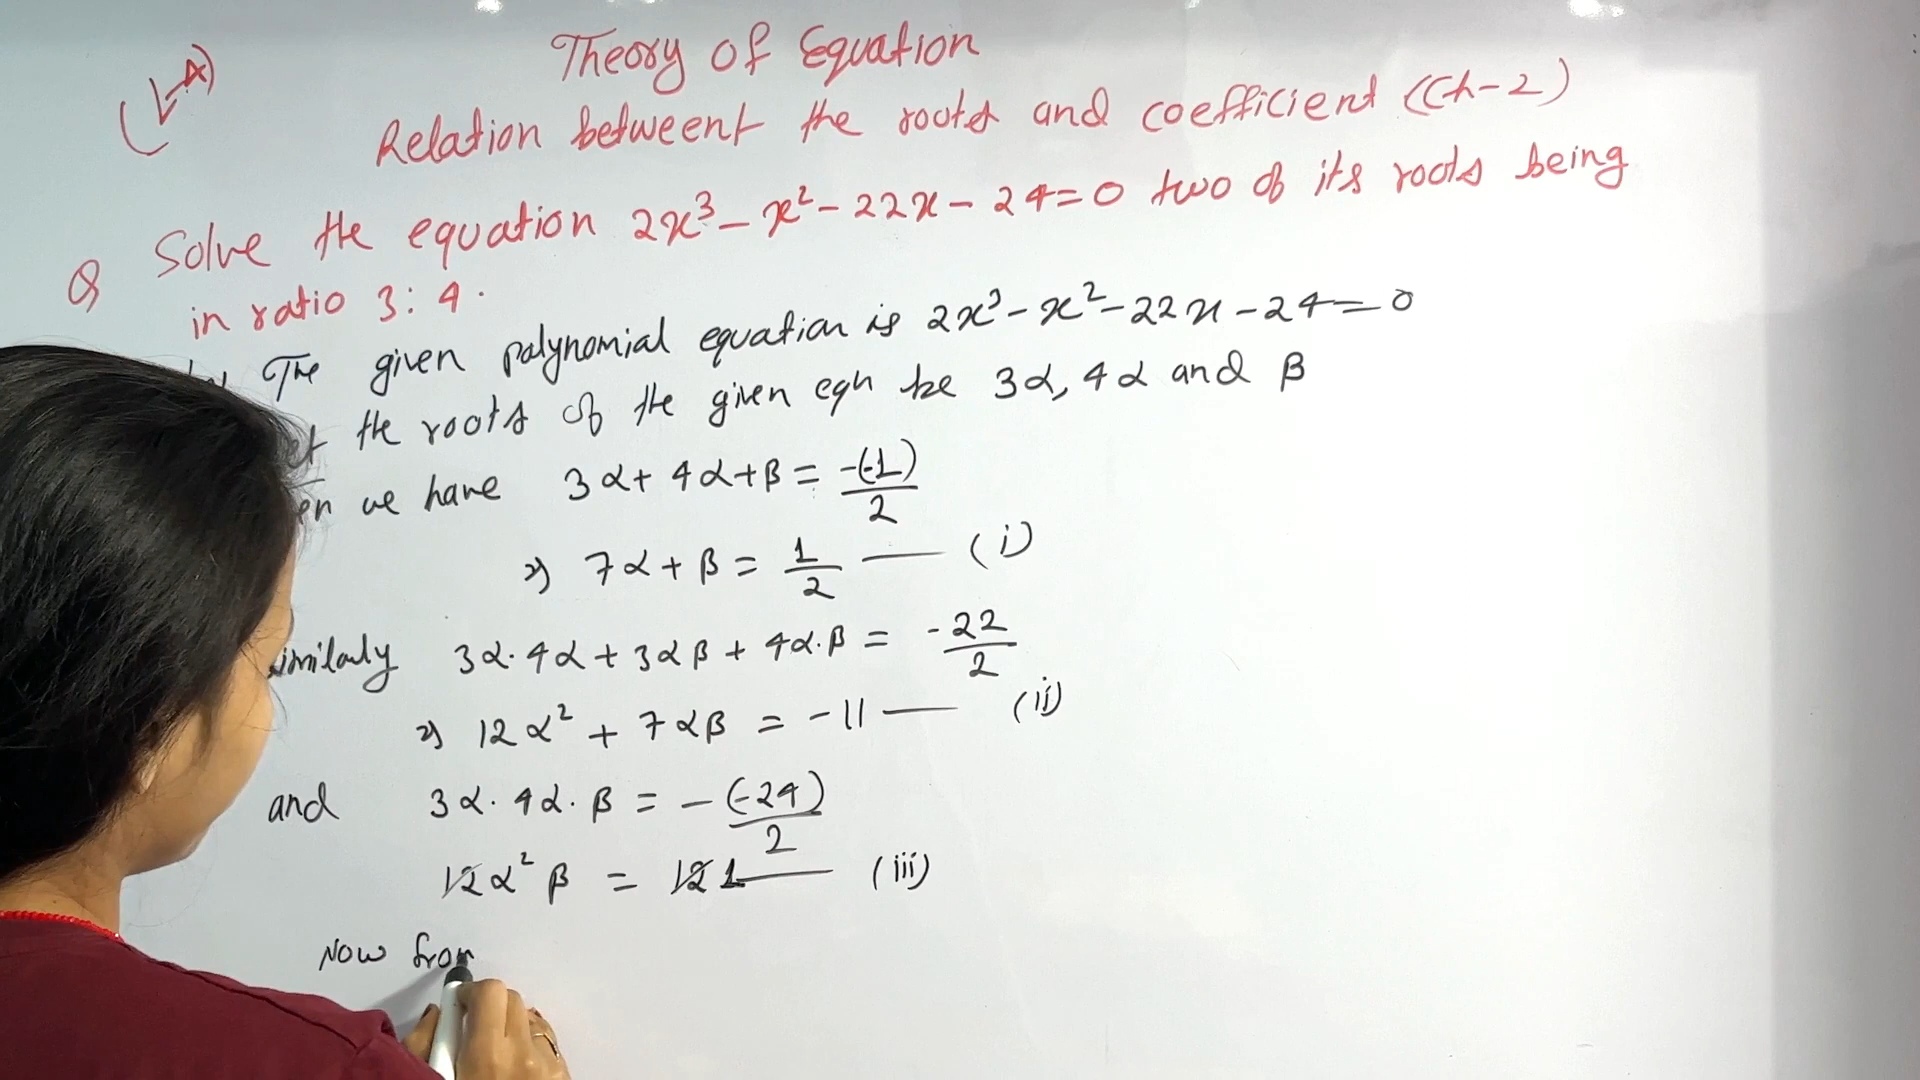 Theory of Equation
Relation betweent the roots and coefficient (Ch-2)
Q Solve the equation 2x³ - x² - 22x - 24 = 0 two of its roots being
in ratio 3:4.
The given polynomial equation is 2x³ - x² - 22x - 24 = 0
the roots of the given eqn be 3α, 4α and β
we have 3α + 4α + β = -(-1)/2
⇒ 7α + β = 1/2 — (i)
imilarly 3α·4α + 3αβ + 4α·β = -22/2
⇒ 12α² + 7αβ = -11 — (ii)
and 3α·4α·β = -(-24)/2
12α²β = 12 1 — (iii)
Now from